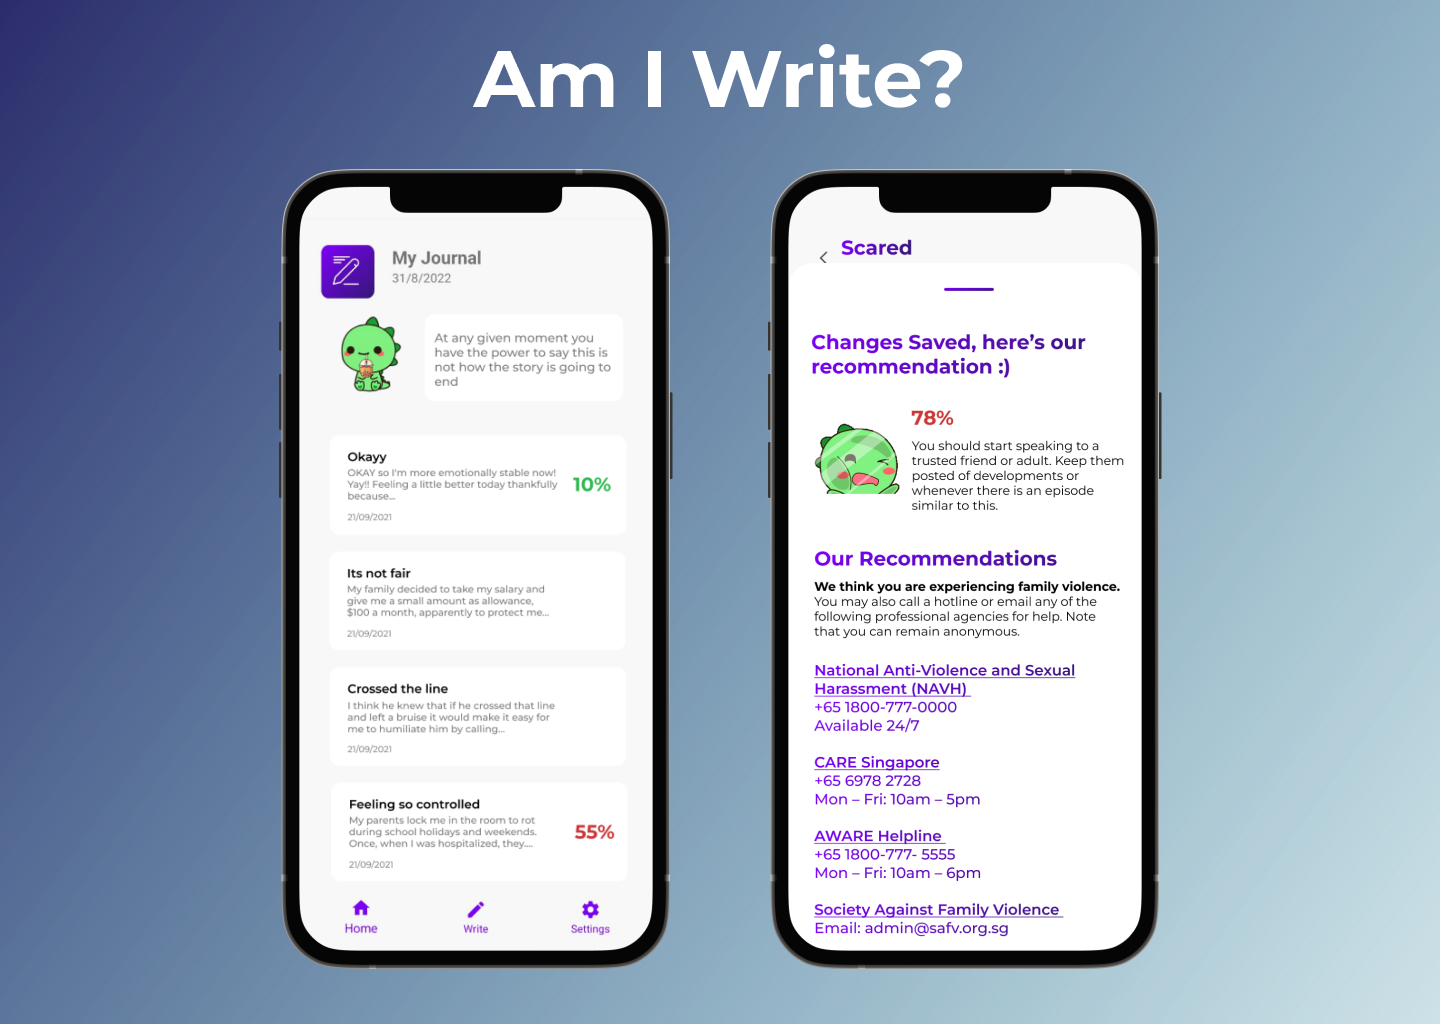 Am I Write?
My Journal
31/8/2022
At any given moment you
have the power to say this is
not how the story is going to
end
Okayy
OKAY so I'm more emotionally stable now!
Yay!! Feeling a little better today thankfully
because...
10%
21/09/2021
Its not fair
My family decided to take my salary and
give me a small amount as allowance,
$100 a month, apparently to protect me...
21/09/2021
Crossed the line
I think he knew that if he crossed that line
and left a bruise it would make it easy for
me to humiliate him by calling...
21/09/2021
Feeling so controlled
My parents lock me in the room to rot
during school holidays and weekends.
Once, when I was hospitalized, they....
55%
21/09/2021
Home
Write
Settings
Scared
Changes Saved, here's our
recommendation :)
78%
You should start speaking to a
trusted friend or adult. Keep them
posted of developments or
whenever there is an episode
similar to this.
Our Recommendations
We think you are experiencing family violence.
You may also call a hotline or email any of the
following professional agencies for help. Note
that you can remain anonymous.
National Anti-Violence and Sexual
Harassment (NAVH)
+65 1800-777-0000
Available 24/7
CARE Singapore
+65 6978 2728
Mon – Fri: 10am – 5pm
AWARE Helpline
+65 1800-777- 5555
Mon – Fri: 10am – 6pm
Society Against Family Violence
Email: admin@safv.org.sg